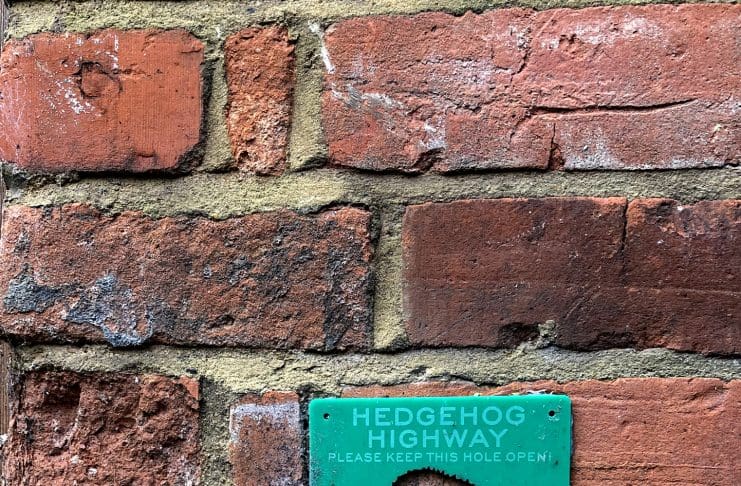 HEDGEHOG
HIGHWAY
PLEASE KEEP THIS HOLE OPEN!